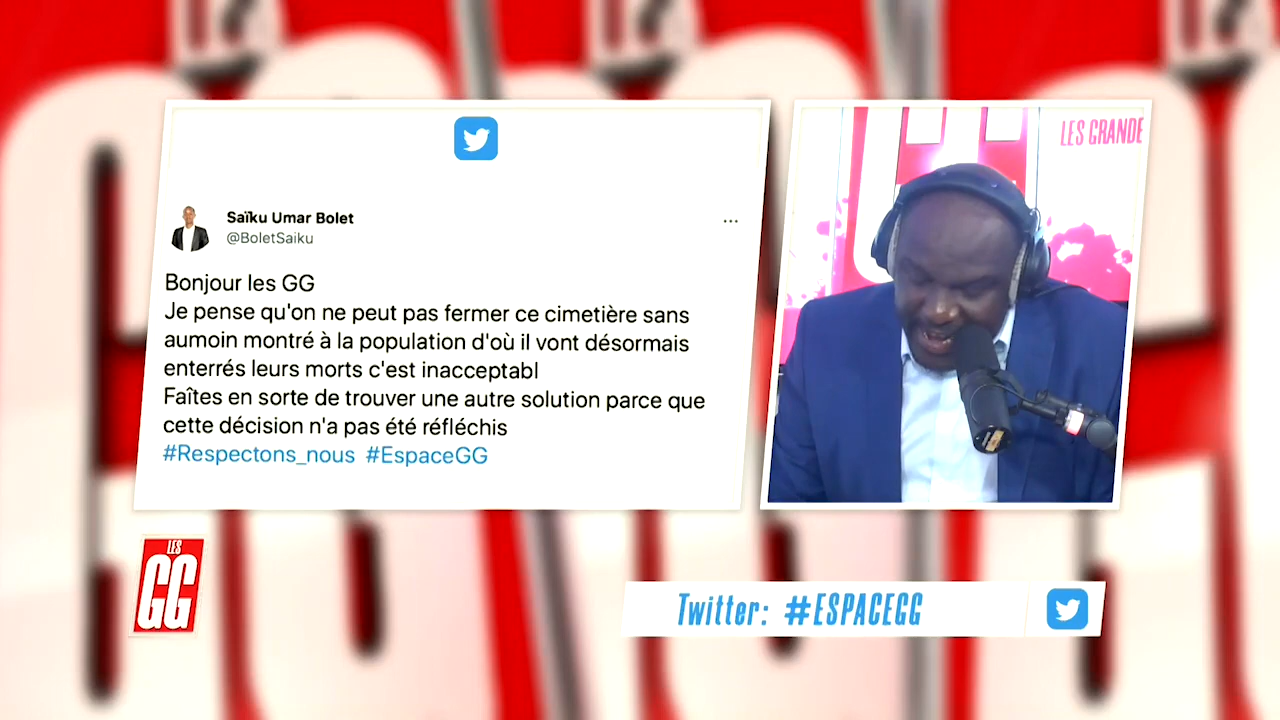 LES GRANDE
Saïku Umar Bolet
@BoletSaiku
Bonjour les GG
Je pense qu'on ne peut pas fermer ce cimetière sans
aumoin montré à la population d'où il vont désormais
enterrés leurs morts c'est inacceptabl
Faîtes en sorte de trouver une autre solution parce que
cette décision n'a pas été réfléchis
#Respectons_nous #EspaceGG
LES
GG
Twitter: #ESPACEGG